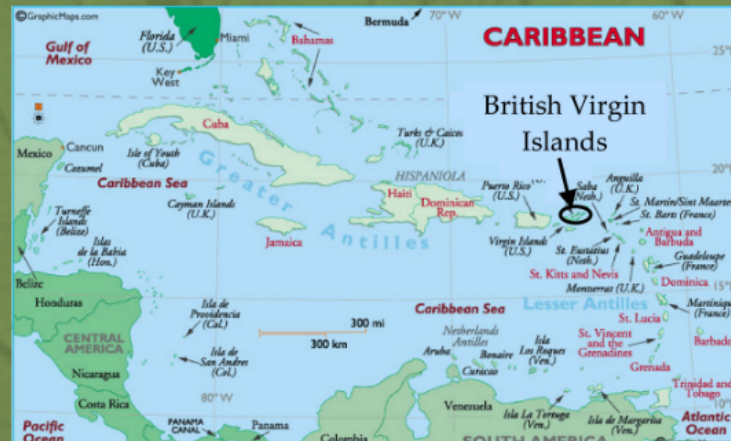 ©GraphicMaps.com
Florida
(U.S.)
Miami
Gulf of
Mexico
Key
West
Bahamas
Bermuda
70° W
60° W
CARIBBEAN
25°N
British Virgin
Islands
Mexico
Cancun
Cozumel
Cuba
Isle of Youth
(Cuba)
Turks & Caicos
(U.K.)
Caribbean Sea
Greater
Antilles
HISPANIOLA
Haiti
Dominican
Rep.
Puerto Rico
(U.S.)
Saba
(Neth.)
Anguilla
(U.K.)
20°N
St. Martin/Sint Maarten
St. Barts (France)
Cayman Islands
(U.K.)
Jamaica
Turneffe
Islands
(Belize)
Islas
de la Bahia
(Hon.)
Virgin Islands
(U.S.)
St. Eustatius
(Neth.)
Antigua and
Barbuda
St. Kitts and Nevis
Montserrat (U.K.)
Guadeloupe
(France)
Dominica
15°N
Belize
Honduras
Isla de
Providencia
(Col.)
300 mi
300 km
Caribbean Sea
Lesser Antilles
Martinique
(France)
St. Lucia
St. Vincent
and the
Grenadines
Barbados
CENTRAL
AMERICA
Isla de
San Andres
(Col.)
Netherlands
Antilles
Aruba
Bonaire
Curacao
Isla
Los Roques
(Ven.)
Grenada
Nicaragua
Costa Rica
80° W
Trinidad and
Tobago
10°N
Venezuela
Isla La Tortuga
(Ven.)
Isla de Margarita
(Ven.)
Atlantic
Ocean
Pacific
Ocean
PANAMA
CANAL
Panama
Colombia
SOUTH AMERICA